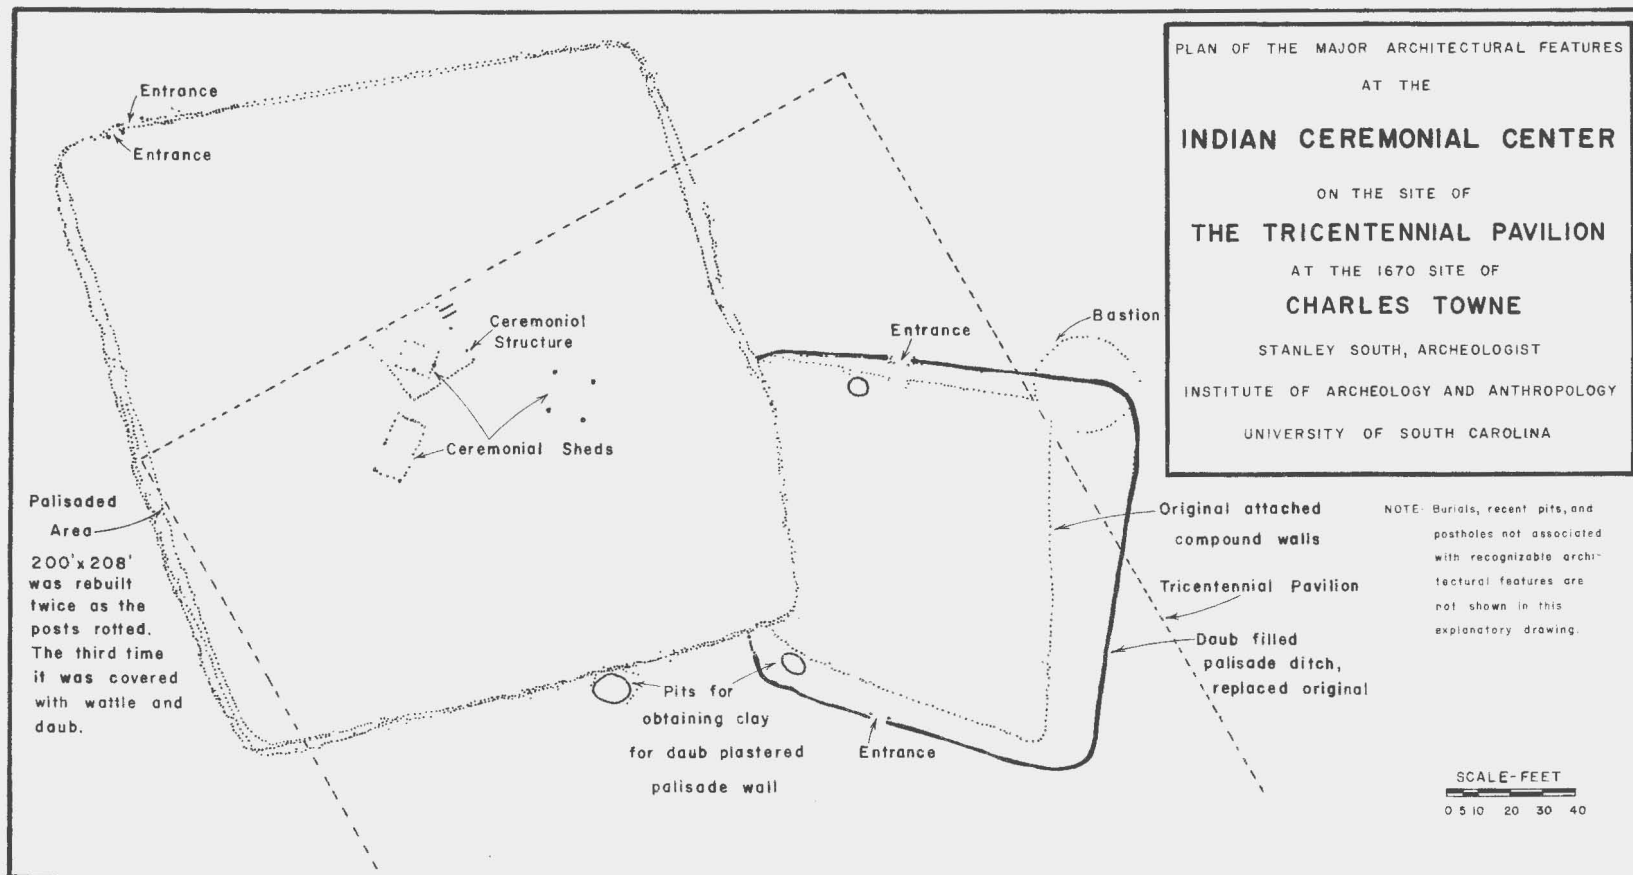 PLAN OF THE MAJOR ARCHITECTURAL FEATURES
AT THE
INDIAN CEREMONIAL CENTER
ON THE SITE OF
THE TRICENTENNIAL PAVILION
AT THE 1670 SITE OF
CHARLES TOWNE
STANLEY SOUTH, ARCHEOLOGIST
INSTITUTE OF ARCHEOLOGY AND ANTHROPOLOGY
UNIVERSITY OF SOUTH CAROLINA
Entrance
Entrance
Ceremonial
Structure
Ceremonial Sheds
Entrance
Bastion
Palisaded
Area
200'x 208'
was rebuilt
twice as the
posts rotted.
The third time
it was covered
with wattle and
daub.
Pits for
obtaining clay
for daub plastered
palisade wall
Entrance
Original attached
compound walls
Tricentennial Pavilion
Daub filled
palisade ditch,
replaced original
NOTE: Burials, recent pits, and
postholes not associated
with recognizable archi-
tectural features are
not shown in this
explanatory drawing.
SCALE-FEET
0 5 10 20 30 40